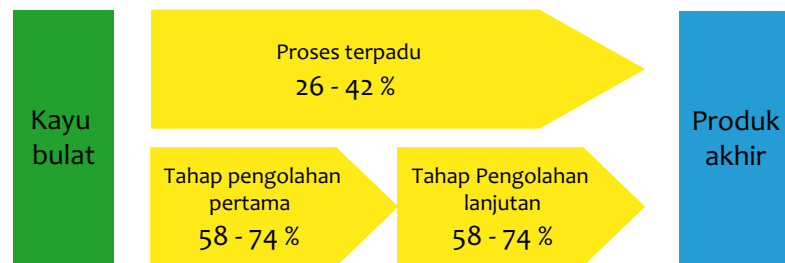 Kayu
bulat
Proses terpadu
26 - 42 %
Tahap pengolahan
pertama
58 - 74 %
Tahap Pengolahan
lanjutan
58 - 74 %
Produk
akhir